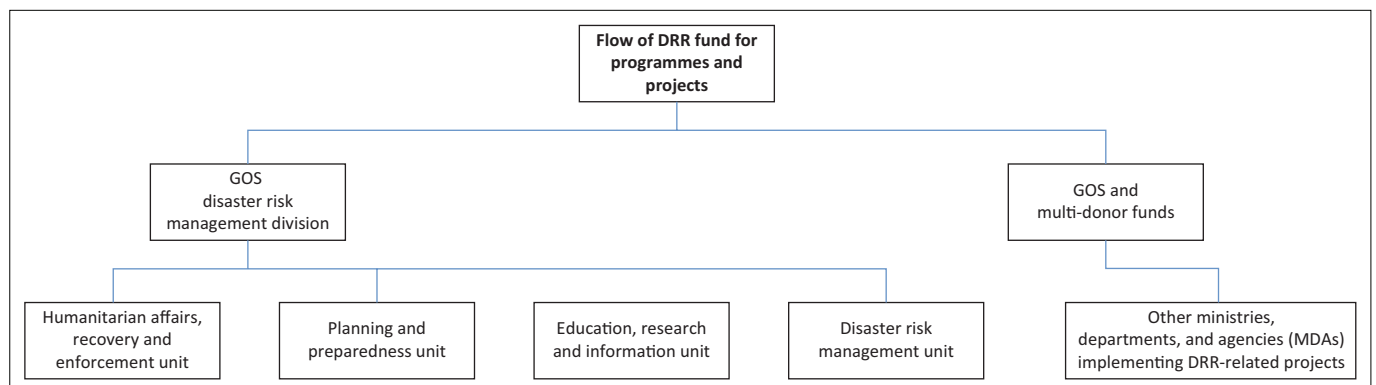 Flow of DRR fund for
programmes and
projects
GOS
disaster risk
management division
GOS and
multi-donor funds
Humanitarian affairs,
recovery and
enforcement unit
Planning and
preparedness unit
Education, research
and information unit
Disaster risk
management unit
Other ministries,
departments, and agencies (MDAs)
implementing DRR-related projects